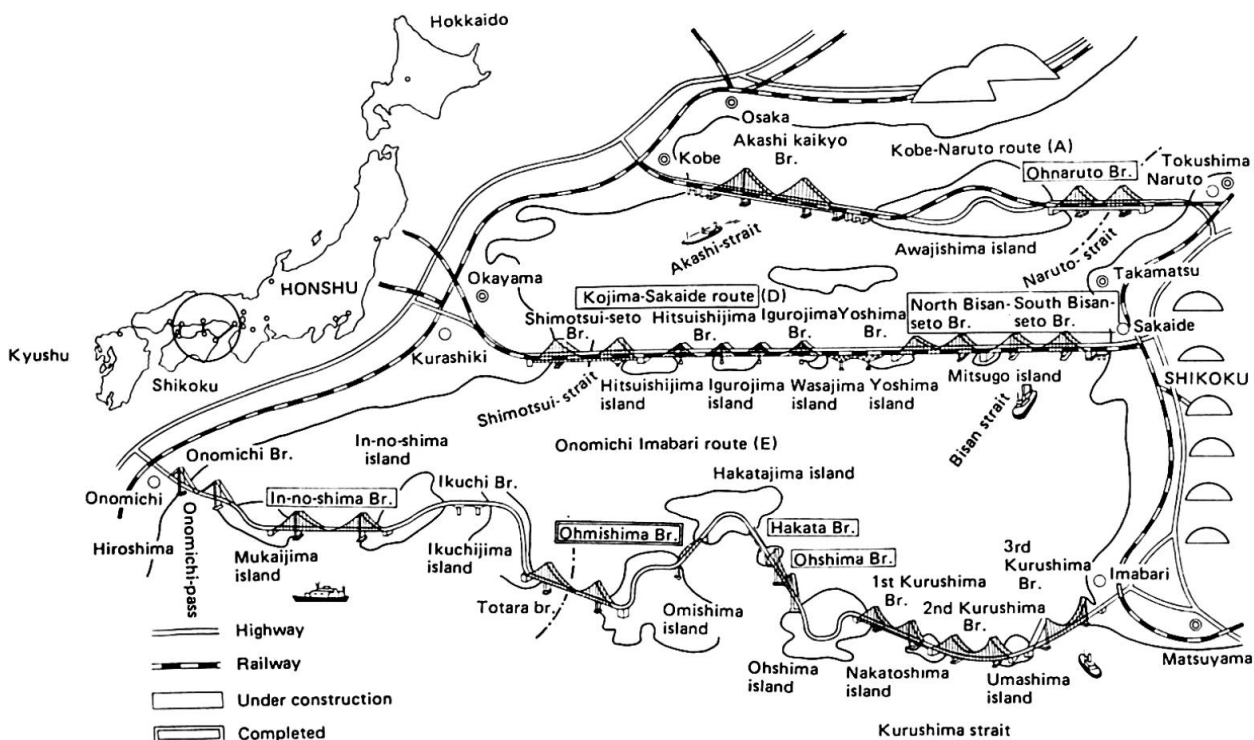 Hokkaido
HONSHU
Kyushu
Shikoku
Osaka
Akashi kaikyo
Br.
Kobe
Kobe-Naruto route (A)
Ohnaruto Br.
Tokushima
Naruto
Akashi-strait
Awajishima island
Naruto- strait
Takamatsu
Okayama
Kojima-Sakaide route (D)
Shimotsui-seto
Br.
Hitsuishijima
Br.
Igurojima
Br.
Yoshima
Br.
North Bisan-
seto Br.
South Bisan-
seto Br.
Sakaide
Kurashiki
SHIKOKU
Shimotsui- strait
Hitsuishijima
island
Igurojima
island
Wasajima
island
Yoshima
island
Mitsugo island
Bisan strait
Onomichi Imabari route (E)
Onomichi Br.
In-no-shima
island
Onomichi
In-no-shima Br.
Ikuchi Br.
Hakatajima island
Hiroshima
Onomichi-pass
Mukaijima
island
Ikuchijima
island
Ohmishima Br.
Hakata Br.
Ohshima Br.
Totara br.
Omishima
island
1st Kurushima
Br.
2nd Kurushima
Br.
3rd
Kurushima
Br.
Imabari
Ohshima
island
Nakatoshima
island
Umashima
island
Matsuyama
Kurushima strait
Highway
Railway
Under construction
Completed